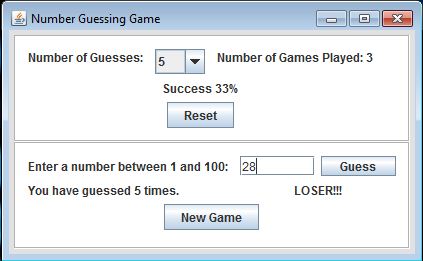 Number Guessing Game
Number of Guesses: 5 Number of Games Played: 3
Success 33%
Reset
Enter a number between 1 and 100: 28 Guess
You have guessed 5 times. LOSER!!!
New Game